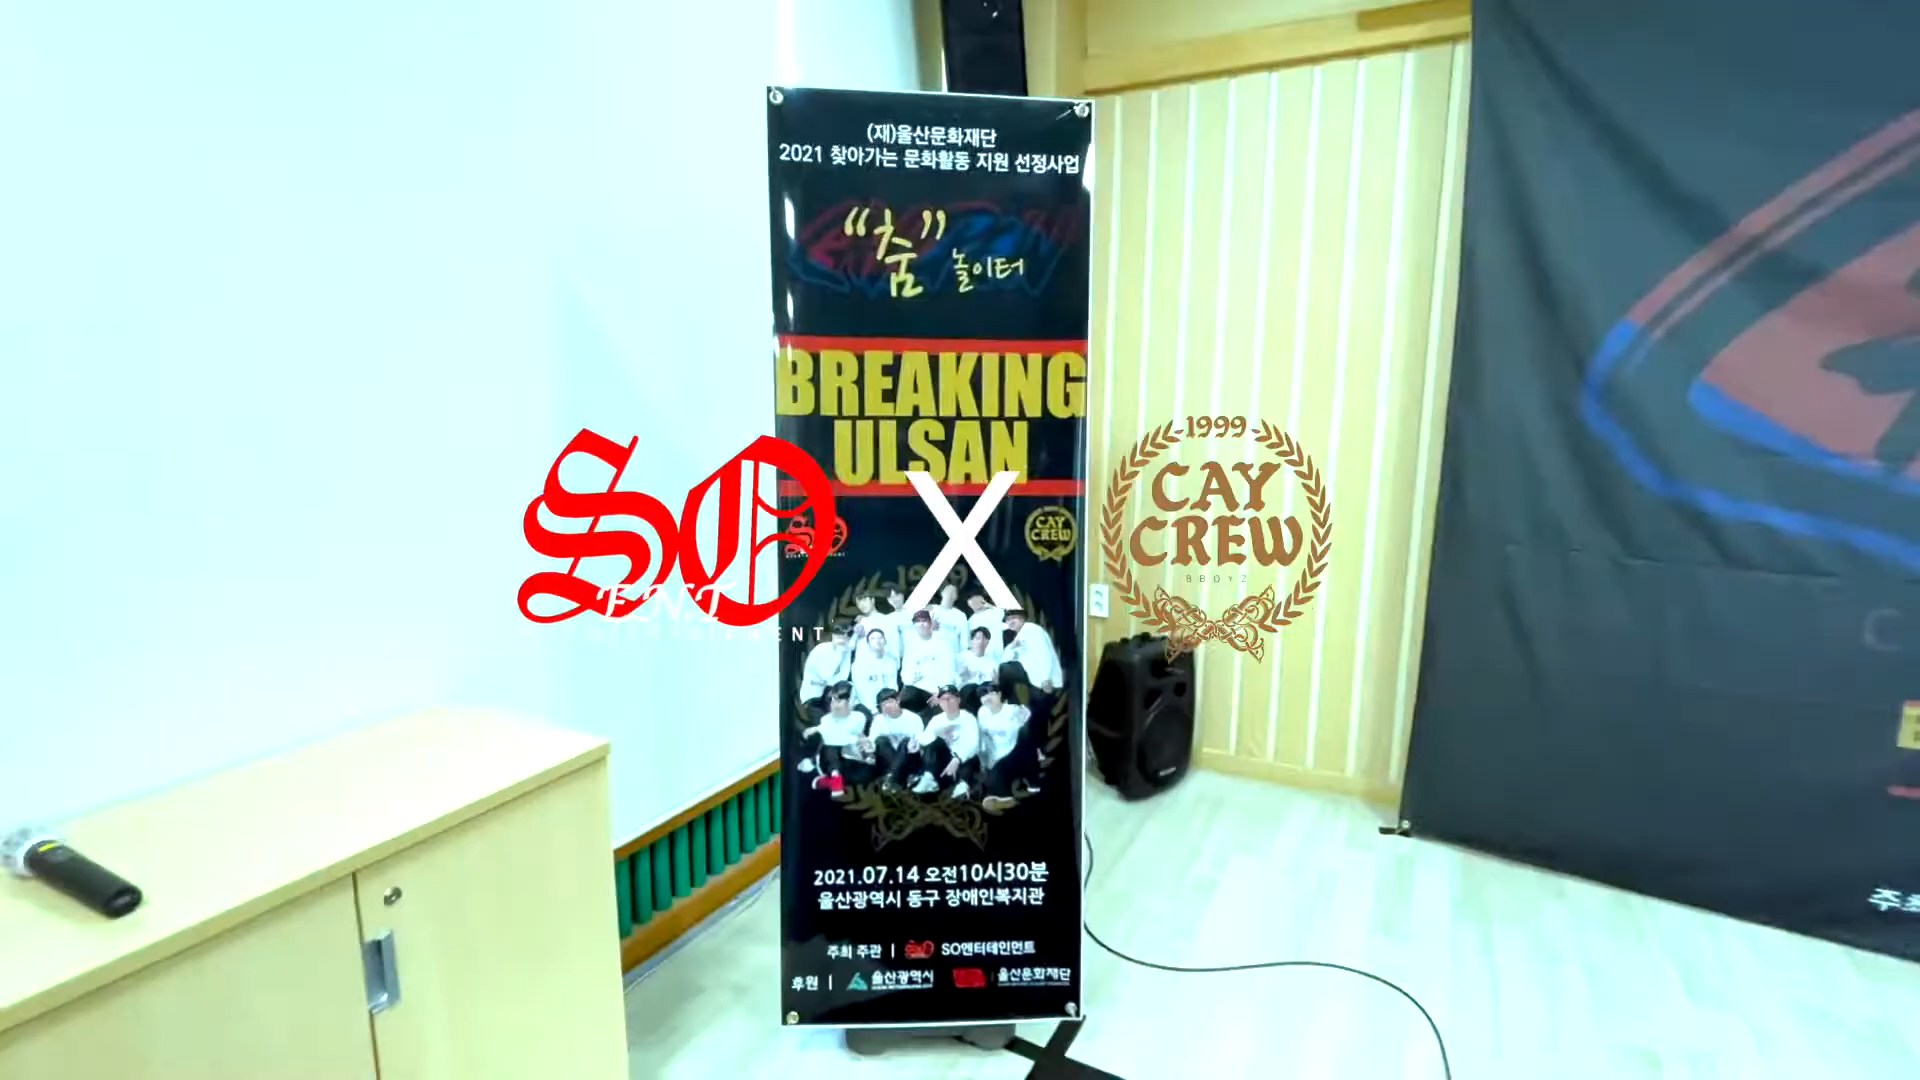 (재)울산문화재단
2021 찾아가는 문화활동 지원 선정사업
“춤” 놀이터
BREAKING
ULSAN
SO
ENT
X
-1999-
CAY
CREW
BBOYZ
CAY
CREW
1999
2021.07.14 오전10시30분
울산광역시 동구 장애인복지관
주최 주관 | SO엔터테인먼트
후원 | 울산광역시 울산문화재단